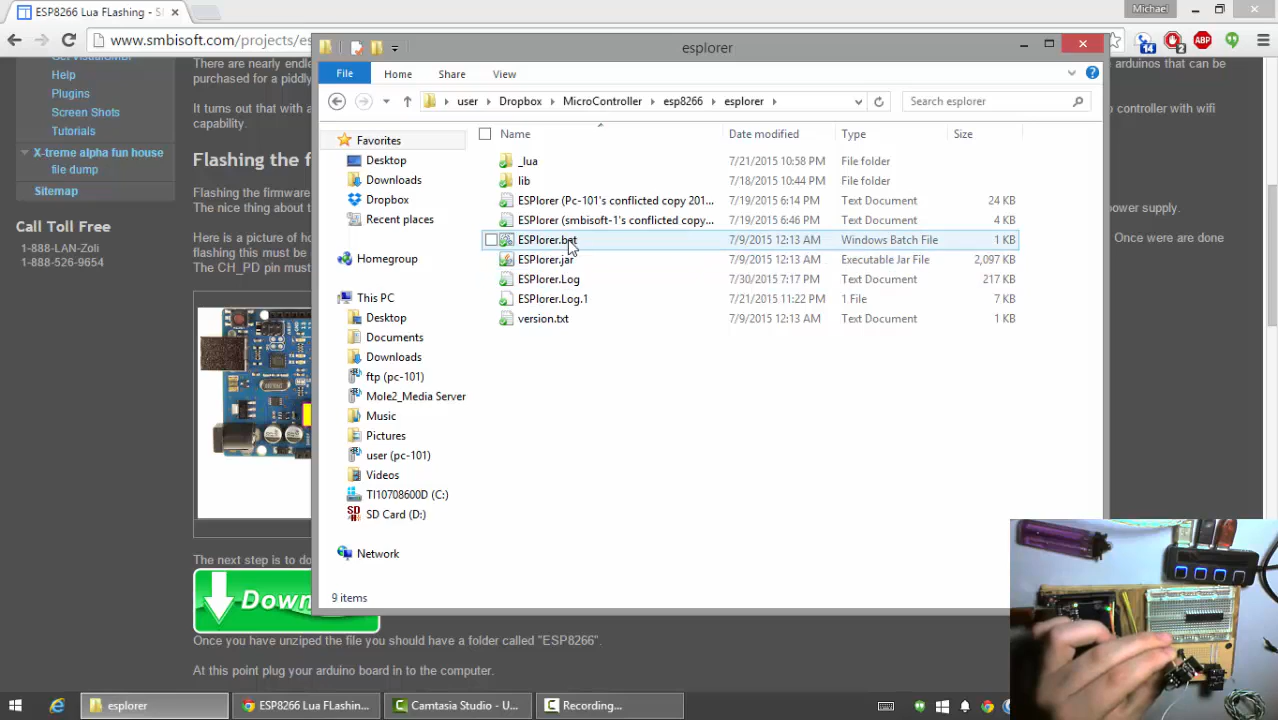 ESP8266 Lua FLashing - S
Michael
www.smbisoft.com/projects/es
14
2
ABP
There are nearly endle
arduinos that can be
purchased for a piddly
It turns out that with a
controller with wifi
capability.
Help
Plugins
Screen Shots
Tutorials
X-treme alpha fun house
file dump
Sitemap
Call Toll Free
1-888-LAN-Zoli
1-888-526-9654
Flashing the f
Flashing the firmware
The nice thing about t
power supply.
Here is a picture of ho
Once were done
flashing this must be
The CH_PD pin must
The next step is to do
Down
Once you have unziped the file you should have a folder called "ESP8266".
At this point plug your arduino board in to the computer.
esplorer
File
Home
Share
View
user
Dropbox
MicroController
esp8266
esplorer
Search esplorer
Favorites
Desktop
Downloads
Dropbox
Recent places
Homegroup
This PC
Desktop
Documents
Downloads
ftp (pc-101)
Mole2_Media Server
Music
Pictures
user (pc-101)
Videos
TI10708600D (C:)
SD Card (D:)
Network
Name Date modified Type Size
_lua 7/21/2015 10:58 PM File folder
lib 7/18/2015 10:44 PM File folder
ESPlorer (Pc-101's conflicted copy 201... 7/19/2015 6:14 PM Text Document 24 KB
ESPlorer (smbisoft-1's conflicted copy... 7/19/2015 6:46 PM Text Document 4 KB
ESPlorer.bat 7/9/2015 12:13 AM Windows Batch File 1 KB
ESPlorer.jar 7/9/2015 12:13 AM Executable Jar File 2,097 KB
ESPlorer.Log 7/30/2015 7:17 PM Text Document 217 KB
ESPlorer.Log.1 7/21/2015 11:22 PM 1 File 7 KB
version.txt 7/9/2015 12:13 AM Text Document 1 KB
9 items
esplorer
ESP8266 Lua FLashin...
Camtasia Studio - U...
Recording...